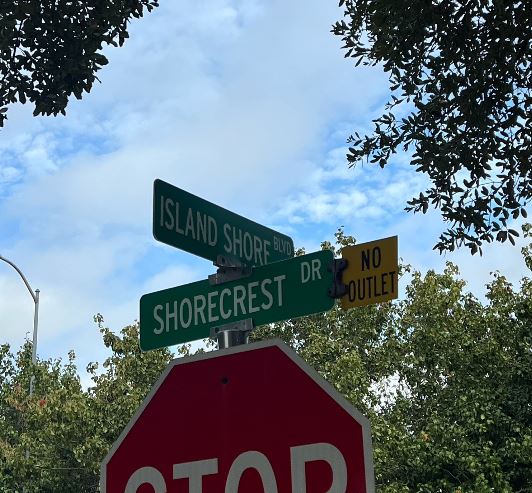 ISLAND SHORE BLVD
SHORECREST DR
NO
OUTLET
STOP